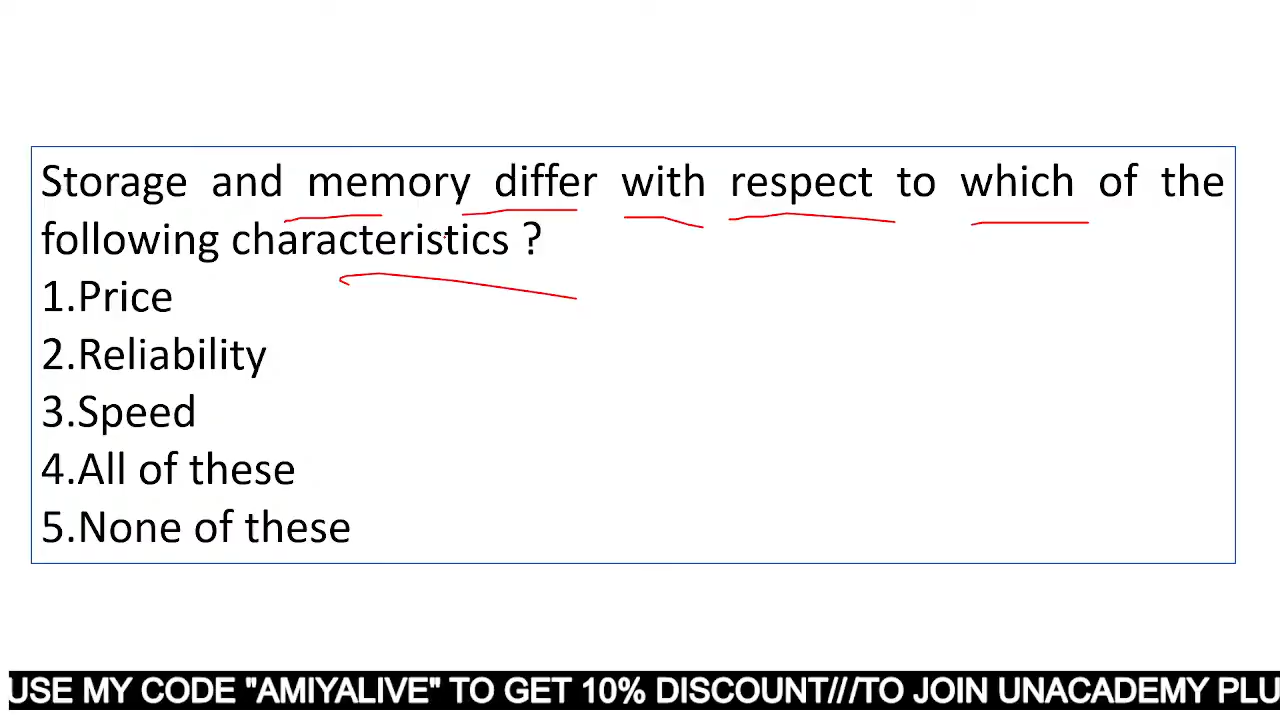 Storage and memory differ with respect to which of the
following characteristics ?
1.Price
2.Reliability
3.Speed
4.All of these
5.None of these
USE MY CODE "AMIYALIVE" TO GET 10% DISCOUNT///TO JOIN UNACADEMY PLU